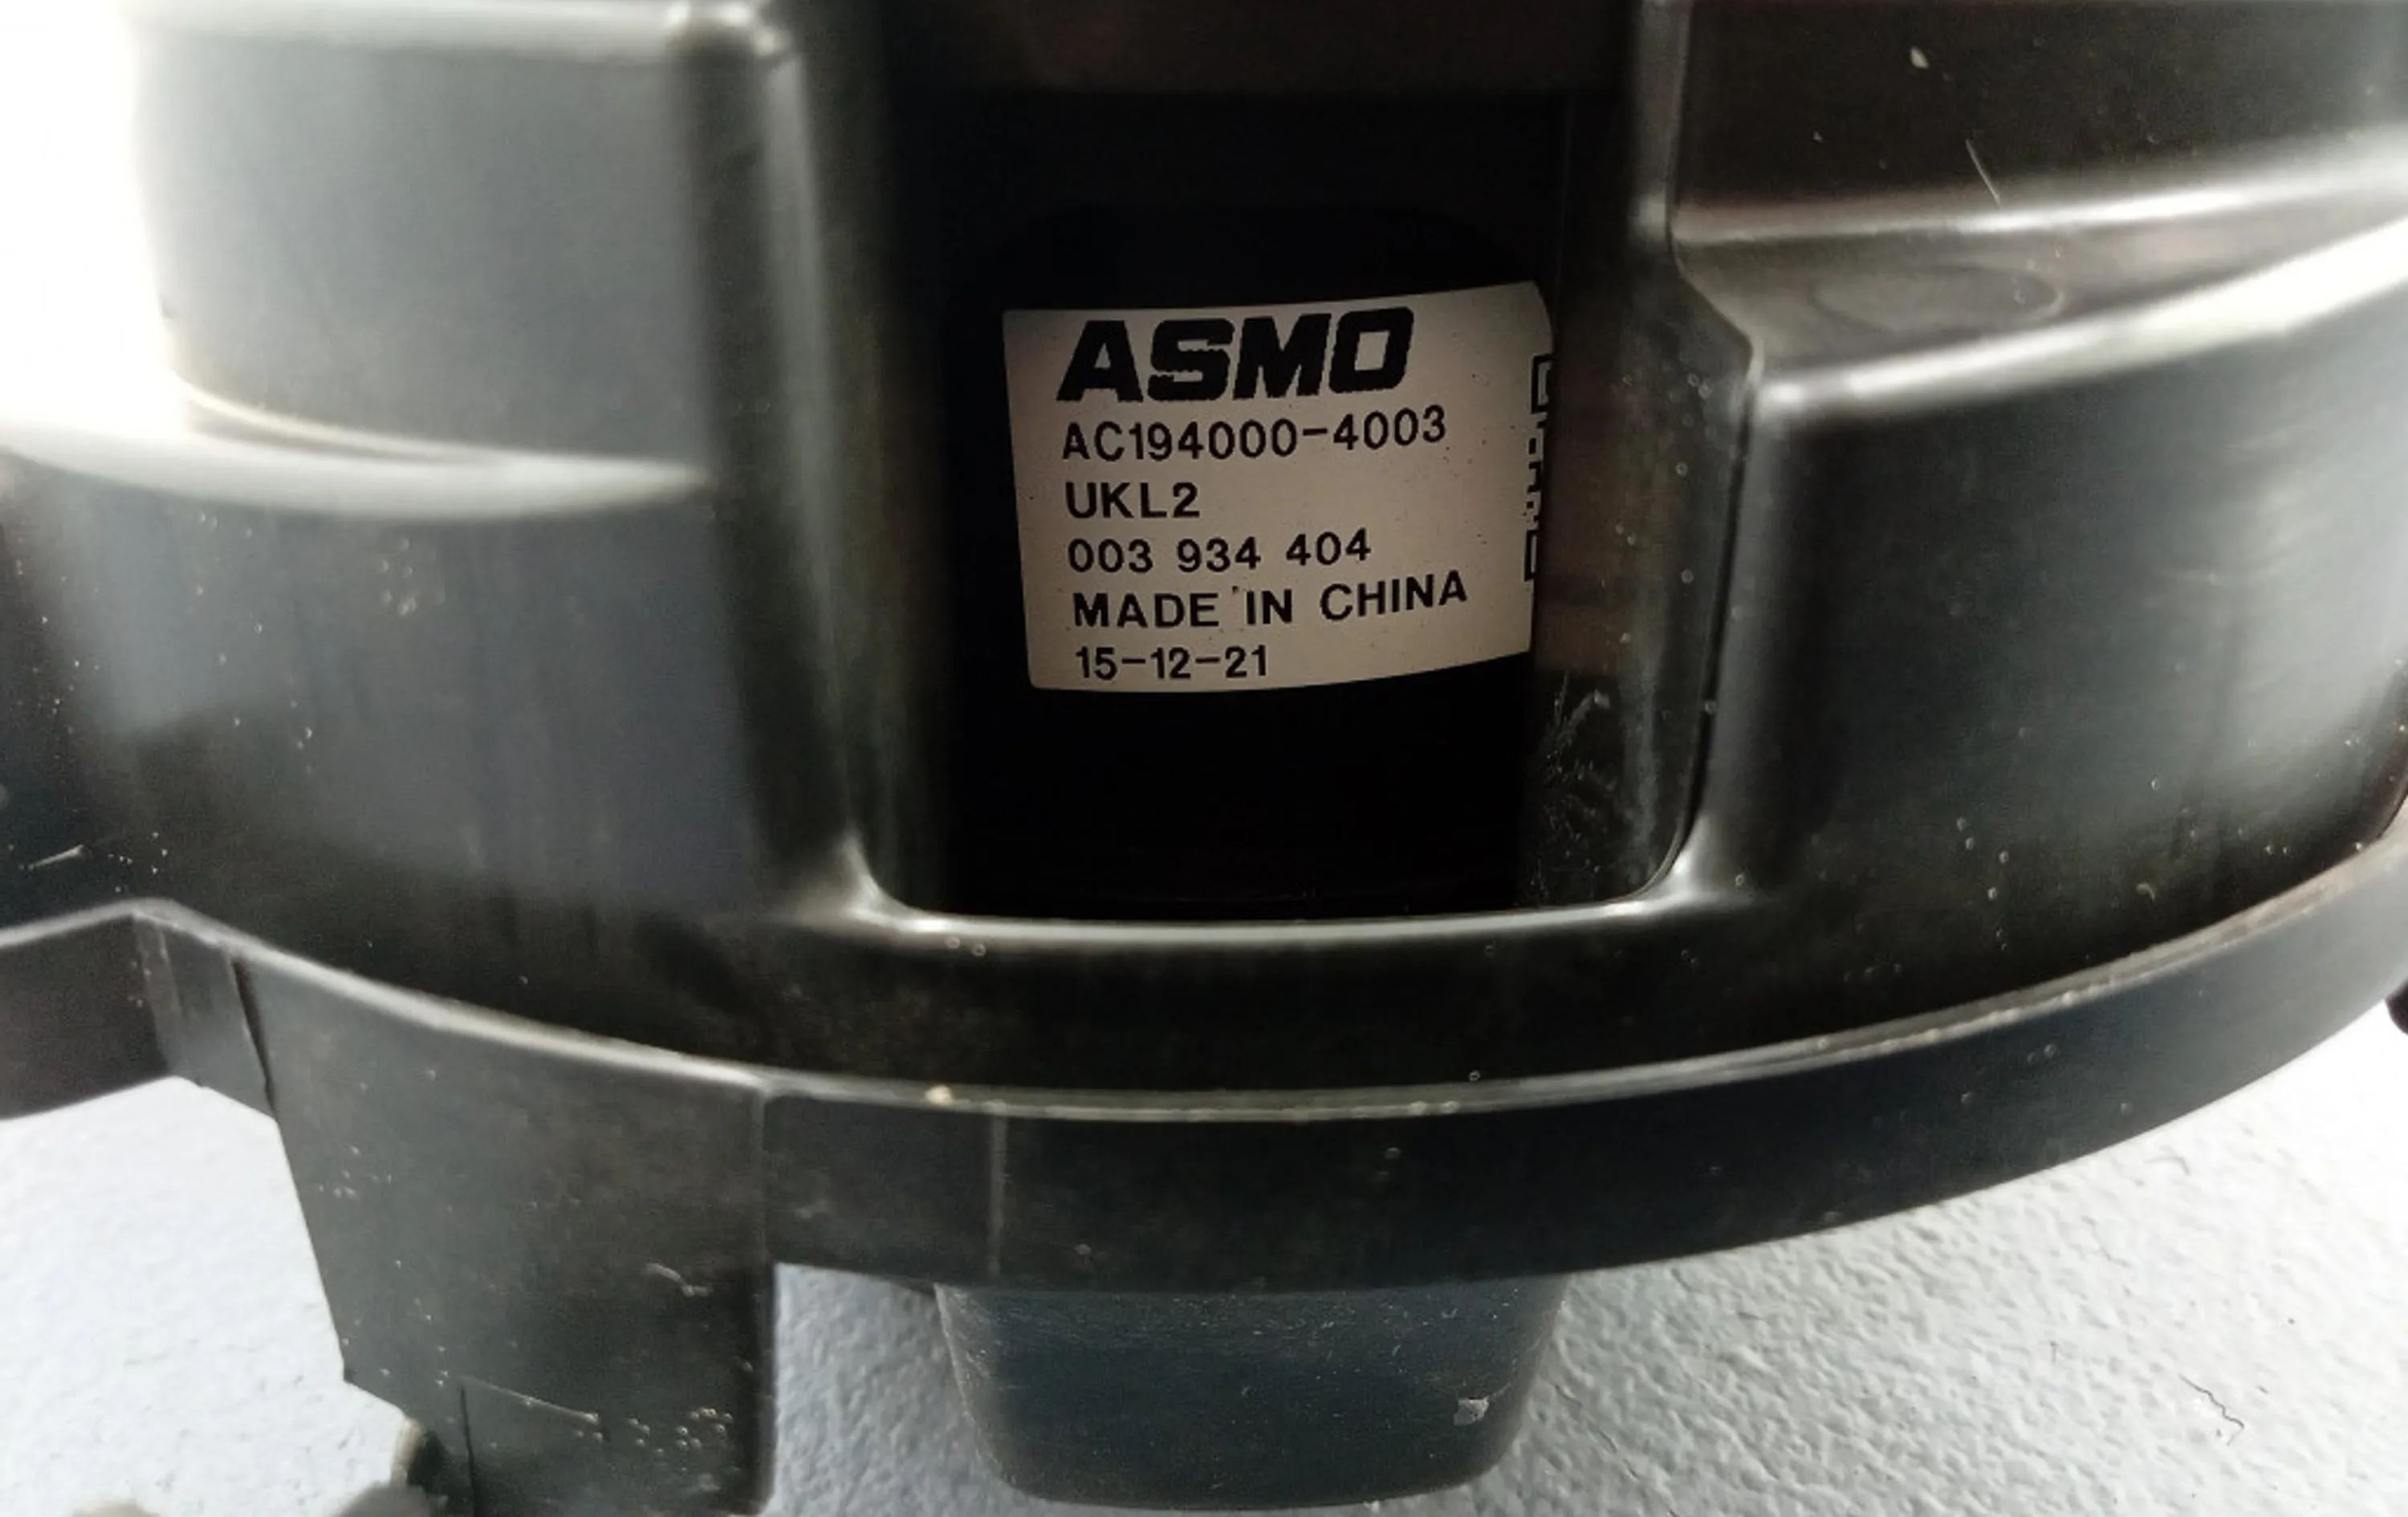 ASMO
AC194000-4003
UKL2
003 934 404
MADE IN CHINA
15-12-21